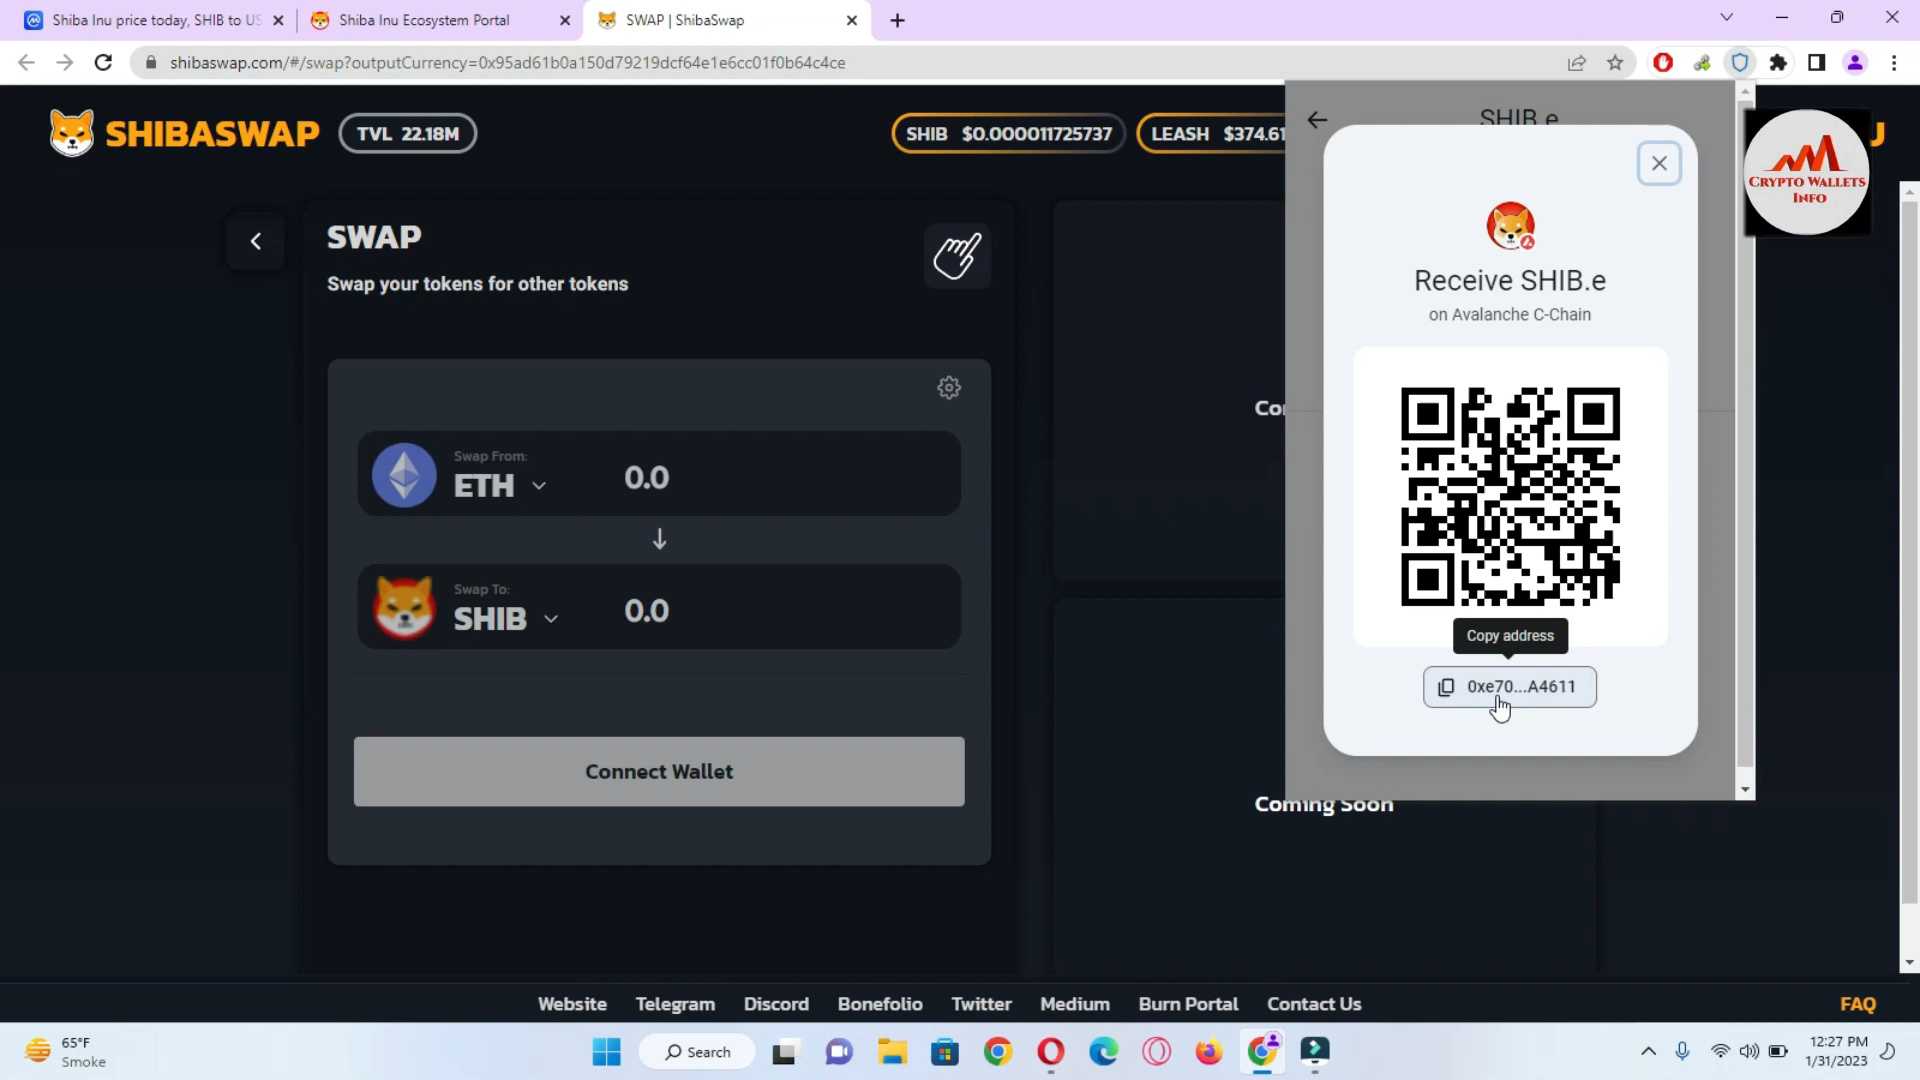 Shiba Inu price today, SHIB to US
Shiba Inu Ecosystem Portal
SWAP | ShibaSwap
shibaswap.com/#/swap?outputCurrency=0x95ad61b0a150d79219dcf64e1e6cc01f0b64c4ce
SHIBASWAP
TVL 22.18M
SHIB $0.000011725737
LEASH $374.61
SHIB.e
CRYPTO WALLETS
INFO
SWAP
Swap your tokens for other tokens
Swap From:
ETH
0.0
Swap To:
SHIB
0.0
Connect Wallet
Receive SHIB.e
on Avalanche C-Chain
Copy address
0xe70...A4611
Coming Soon
Website Telegram Discord Bonefolio Twitter Medium Burn Portal Contact Us
FAQ
65°F
Smoke
Search
12:27 PM
1/31/2023